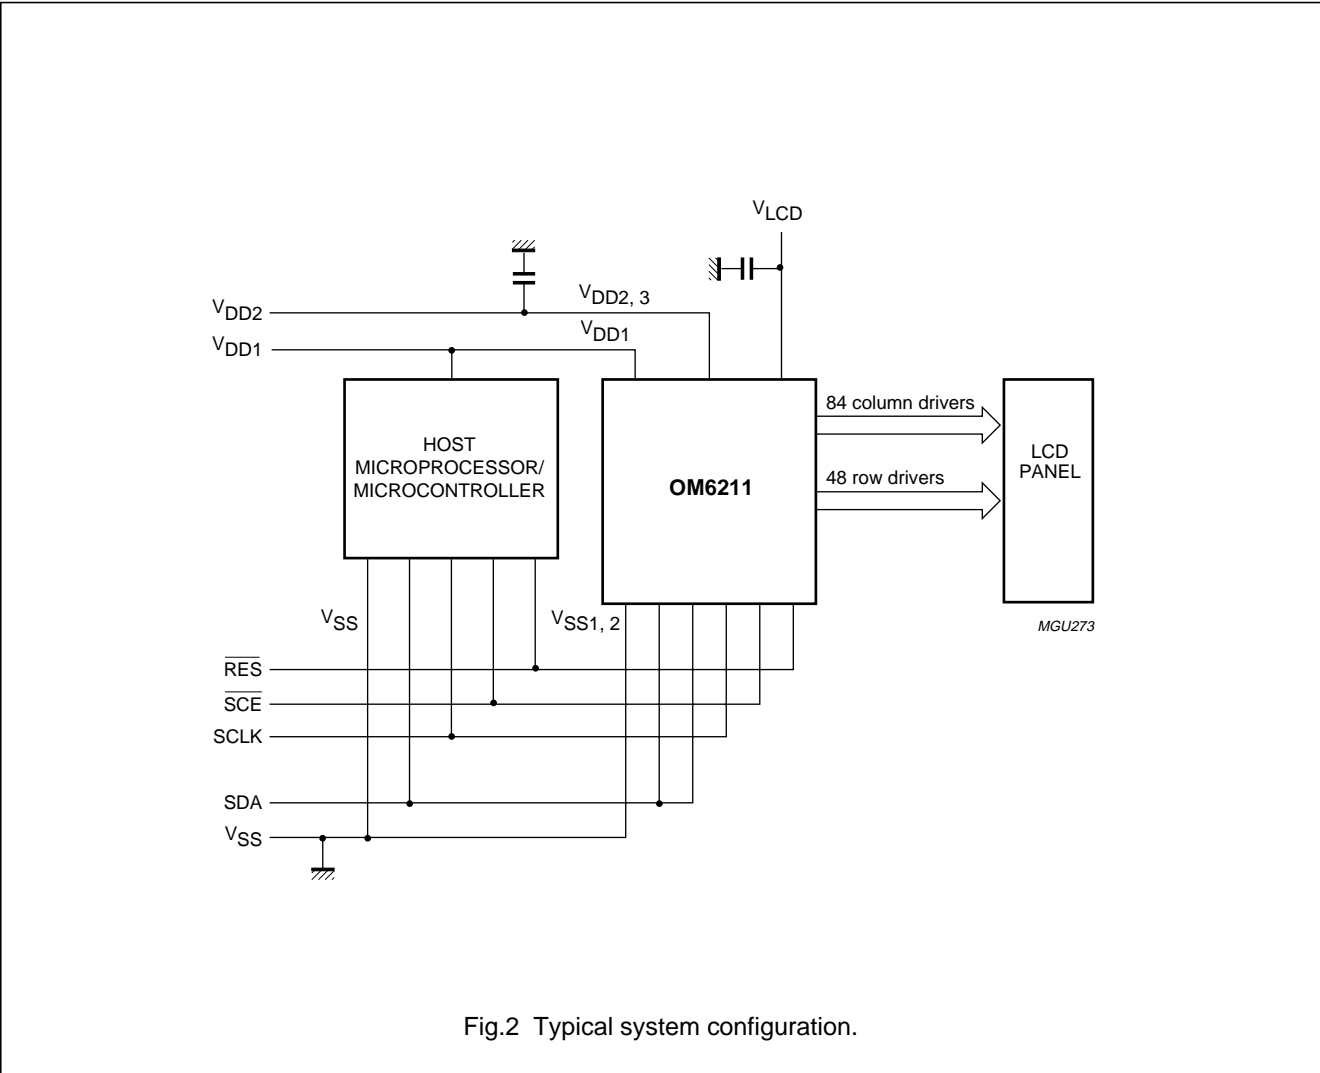 VLCD
VDD2, 3
VDD2
VDD1
VDD1
84 column drivers
HOST
MICROPROCESSOR/
MICROCONTROLLER
OM6211
LCD
PANEL
48 row drivers
VSS
VSS1, 2
MGU273
RES
SCE
SCLK
SDA
VSS
Fig.2 Typical system configuration.